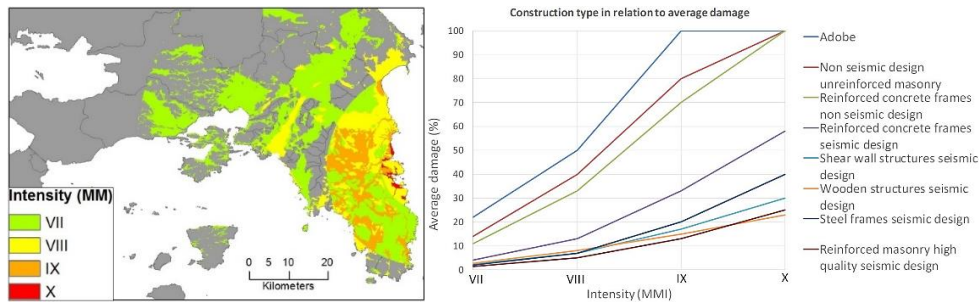 Intensity (MM)
VII
VIII
IX
X
0 10 20
Kilometers
Construction type in relation to average damage
Average damage (%)
100
90
80
70
60
50
40
30
20
10
0
VII VIII IX X
Intensity (MMI)
Adobe
Non seismic design
unreinforced masonry
Reinforced concrete frames
non seismic design
Reinforced concrete frames
seismic design
Shear wall structures seismic
design
Wooden structures seismic
design
Steel frames seismic design
Reinforced masonry high
quality seismic design